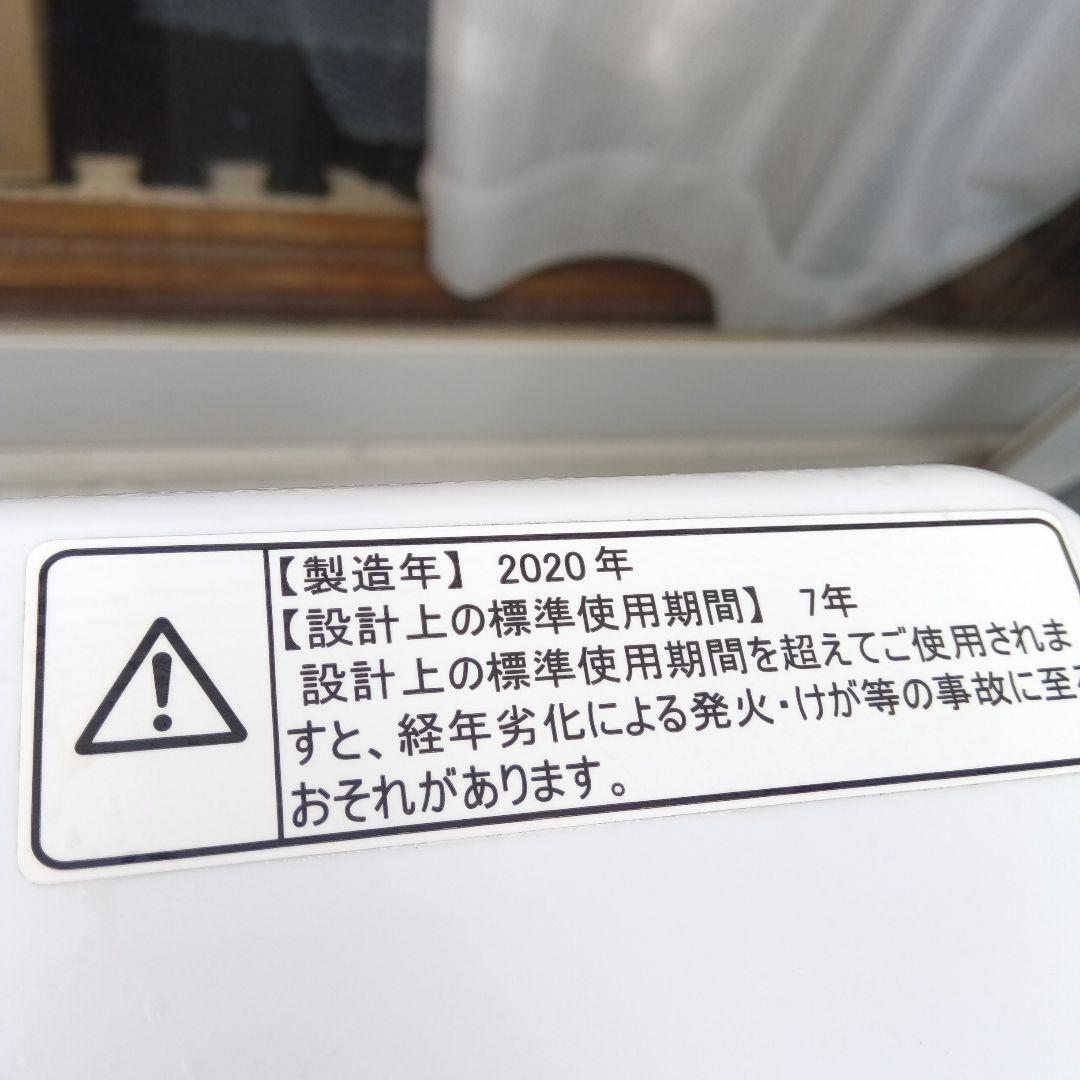 【製造年】 2020年
【設計上の標準使用期間】 7年
設計上の標準使用期間を超えてご使用されま
すと、経年劣化による発火・けが等の事故に至る
おそれがあります。